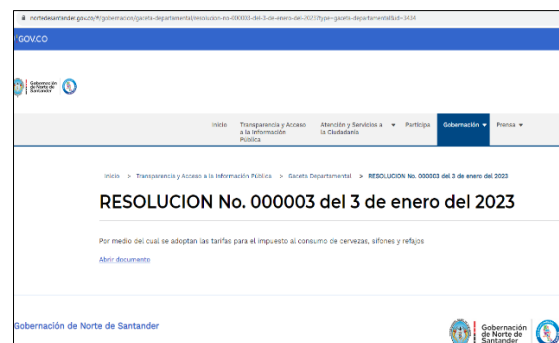 nortedesantander.gov.co/#/gobernacion/gaceta-departamental/resolucion-no-000003-del-3-de-enero-del-2023?type=gaceta-departamental&id=3434
GOV.CO
Gobernación
de Norte de
Santander
Inicio
Transparencia y Acceso
a la Información
Pública
Atención y Servicios a
la Ciudadanía
Participa
Gobernación
Prensa
Inicio > Transparencia y Acceso a la Información Pública > Gaceta Departamental > RESOLUCION No. 000003 del 3 de enero del 2023
RESOLUCION No. 000003 del 3 de enero del 2023
Por medio del cual se adoptan las tarifas para el impuesto al consumo de cervezas, sifones y refajos
Abrir documento
Gobernación de Norte de Santander
Gobernación
de Norte de
Santander